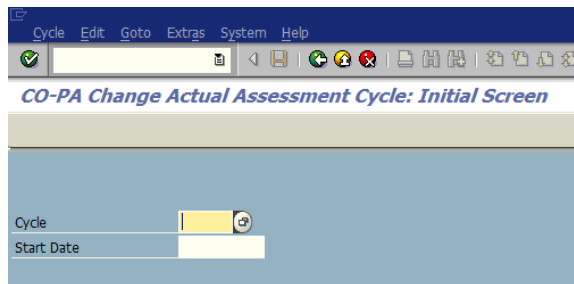 Cycle Edit Goto Extras System Help
CO-PA Change Actual Assessment Cycle: Initial Screen
Cycle
Start Date